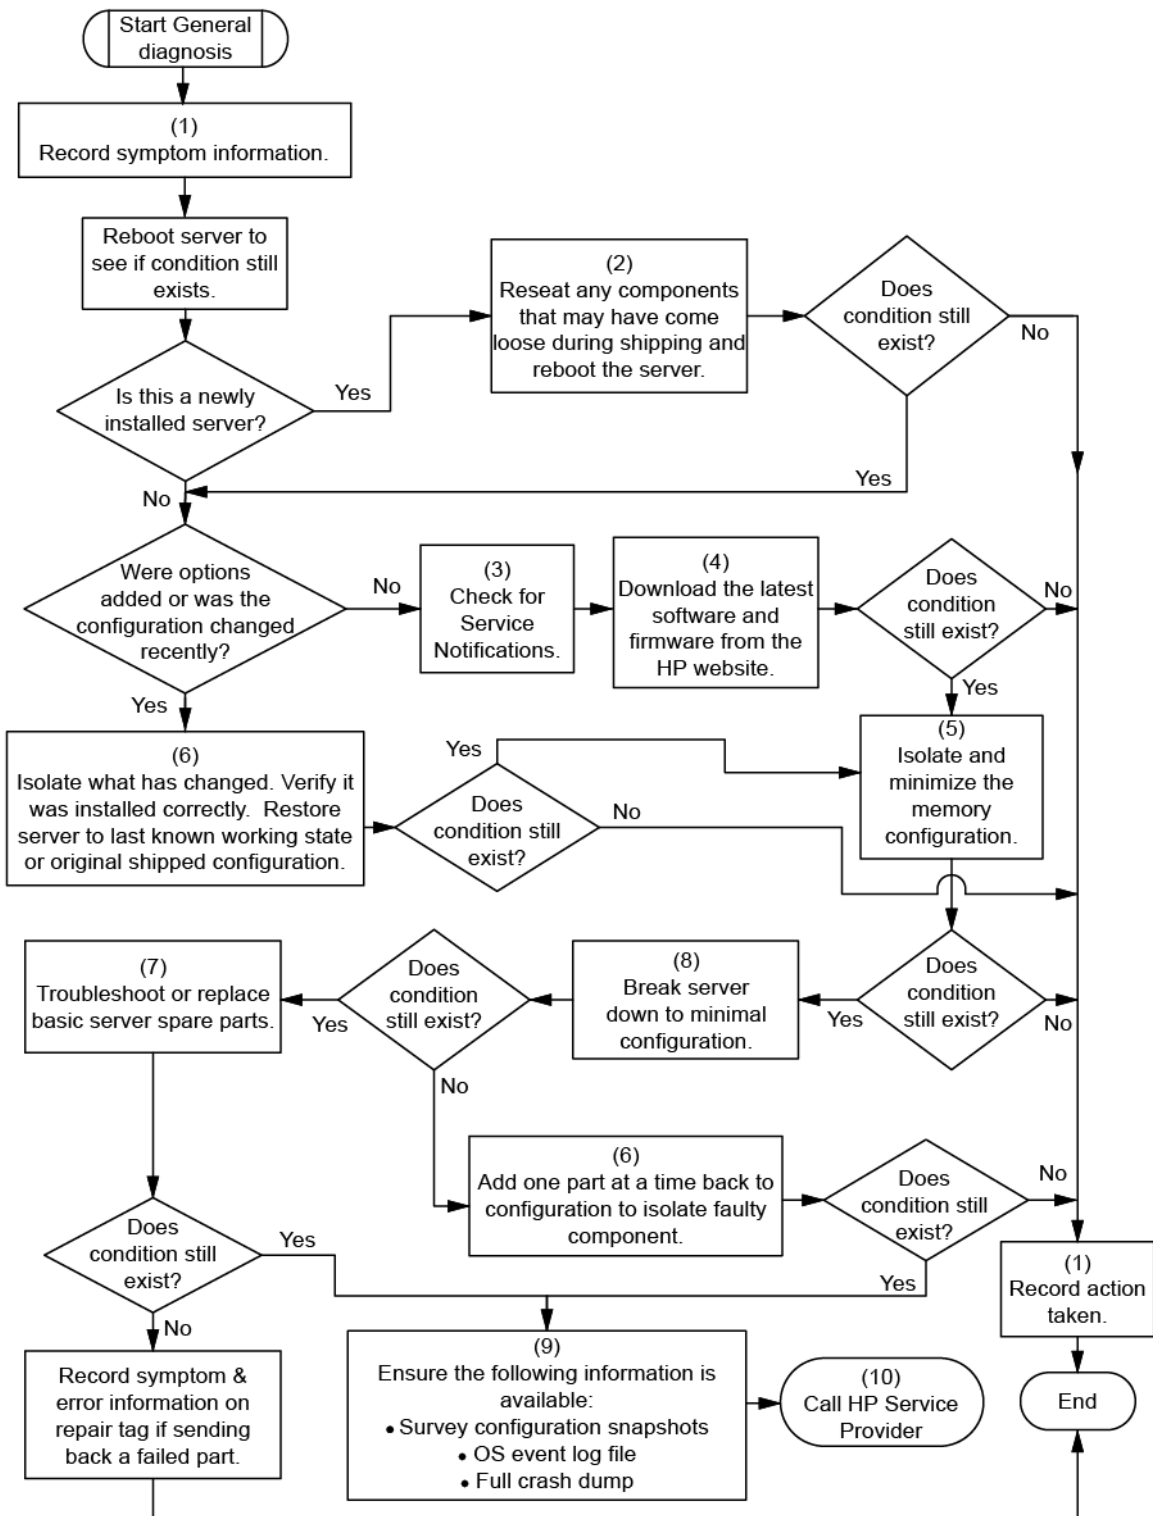 Start General
diagnosis
(1)
Record symptom information.
Reboot server to
see if condition still
exists.
(2)
Reseat any components
that may have come
loose during shipping and
reboot the server.
Does
condition still
exist?
No
Yes
Is this a newly
installed server?
Yes
No
Were options
added or was the
configuration changed
recently?
No
(3)
Check for
Service
Notifications.
(4)
Download the latest
software and
firmware from the
HP website.
Does
condition
still exist?
No
Yes
Yes
(6)
Isolate what has changed. Verify it
was installed correctly.  Restore
server to last known working state
or original shipped configuration.
Yes
Does
condition still
exist?
No
(5)
Isolate and
minimize the
memory
configuration.
(7)
Troubleshoot or replace
basic server spare parts.
Does
condition
still exist?
Yes
No
(8)
Break server
down to minimal
configuration.
Does
condition
still exist?
Yes
No
(6)
Add one part at a time back to
configuration to isolate faulty
component.
Does
condition still
exist?
No
Yes
Does
condition still
exist?
Yes
No
(1)
Record action
taken.
Record symptom &
error information on
repair tag if sending
back a failed part.
(9)
Ensure the following information is
available:
• Survey configuration snapshots
• OS event log file
• Full crash dump
(10)
Call HP Service
Provider
End